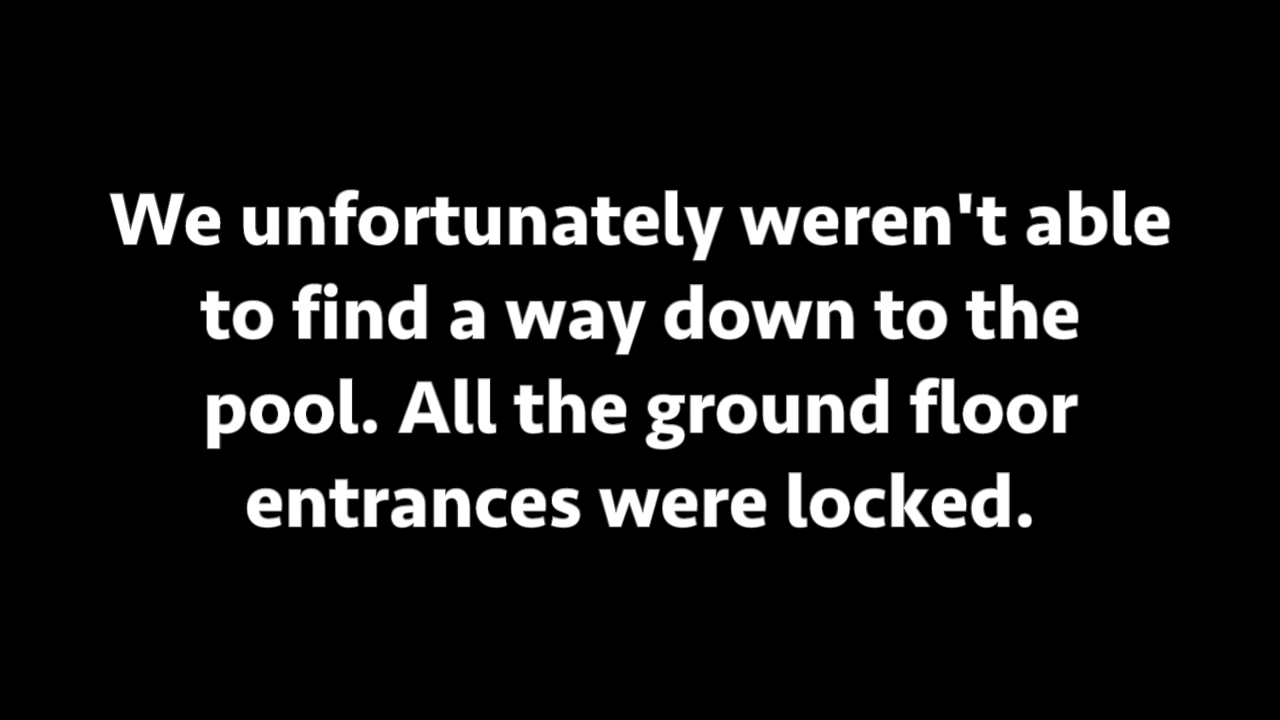 We unfortunately weren't able
to find a way down to the
pool. All the ground floor
entrances were locked.